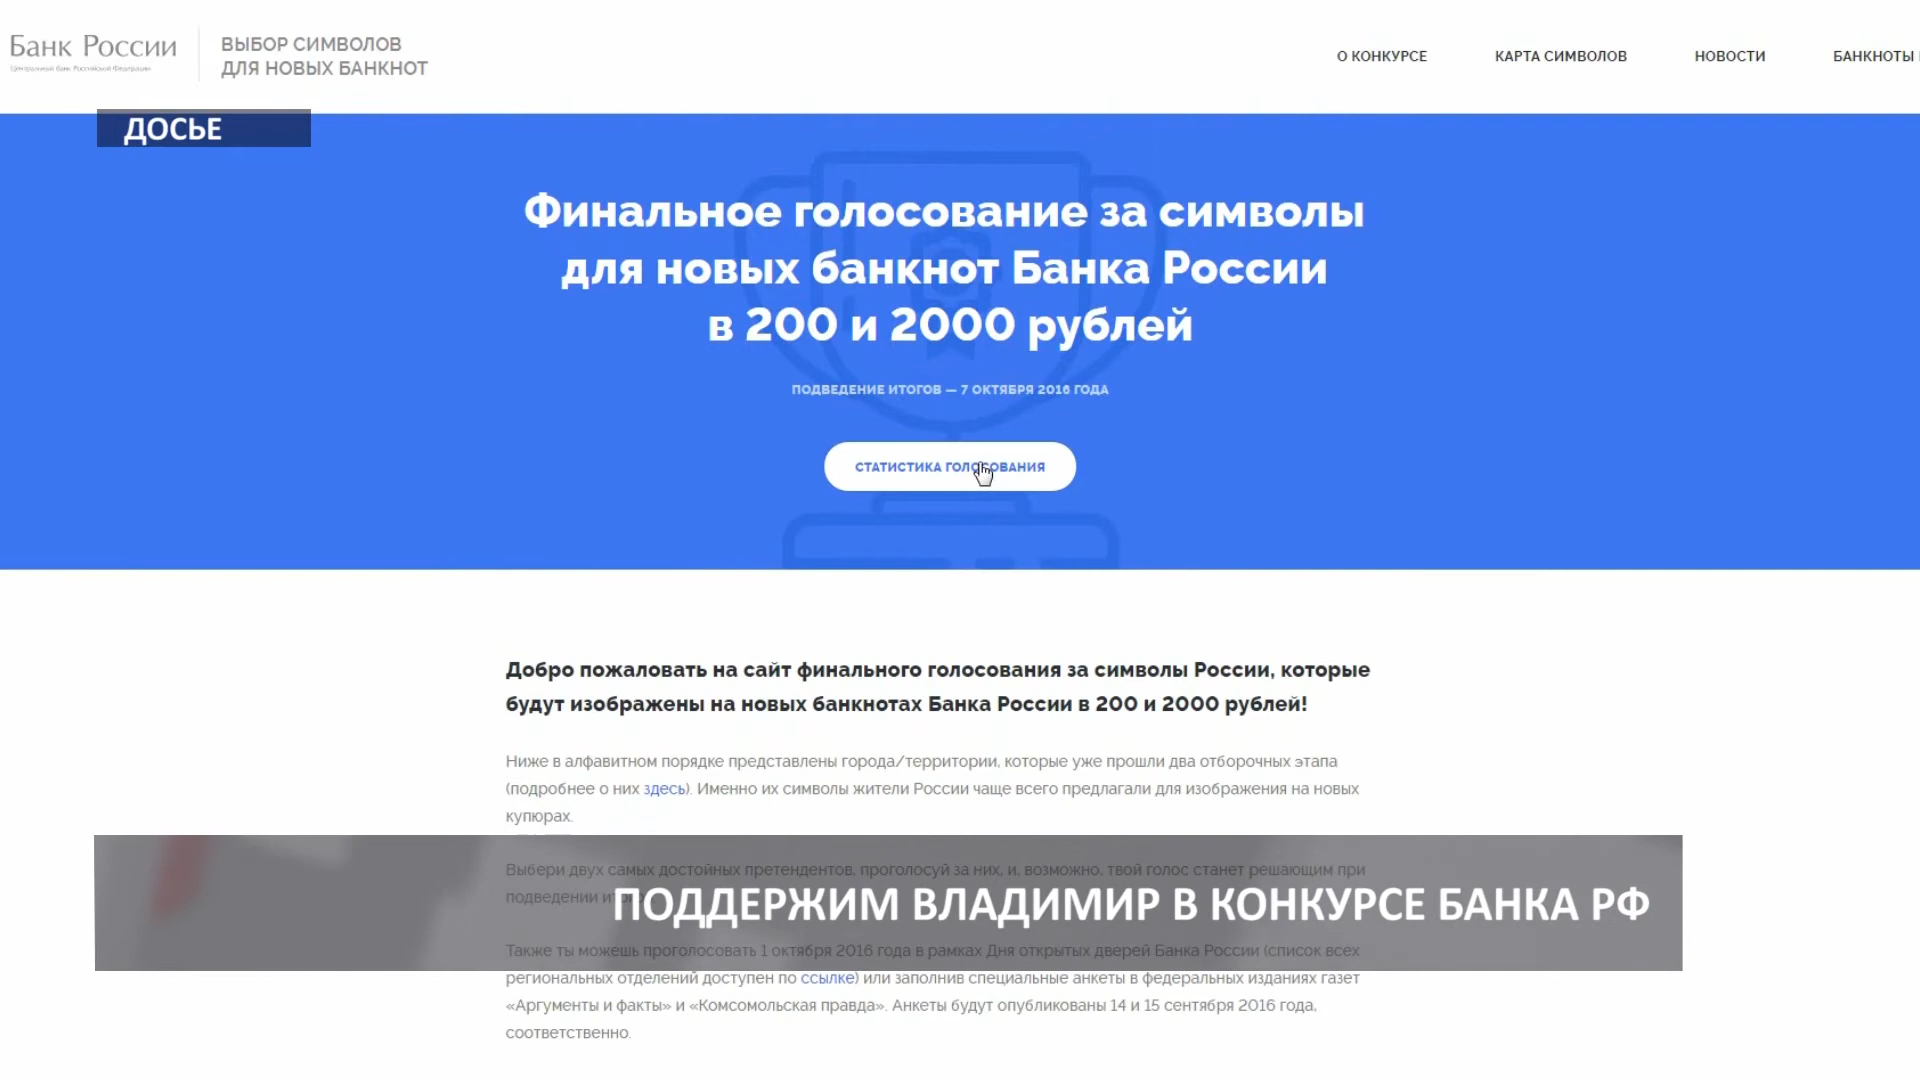 Банк России
Центральный банк Российской Федерации
ВЫБОР СИМВОЛОВ
ДЛЯ НОВЫХ БАНКНОТ
О КОНКУРСЕ
КАРТА СИМВОЛОВ
НОВОСТИ
БАНКНОТЫ
ДОСЬЕ
Финальное голосование за символы
для новых банкнот Банка России
в 200 и 2000 рублей
ПОДВЕДЕНИЕ ИТОГОВ — 7 ОКТЯБРЯ 2016 ГОДА
СТАТИСТИКА ГОЛОСОВАНИЯ
Добро пожаловать на сайт финального голосования за символы России, которые
будут изображены на новых банкнотах Банка России в 200 и 2000 рублей!
Ниже в алфавитном порядке представлены города/территории, которые уже прошли два отборочных этапа
(подробнее о них здесь). Именно их символы жители России чаще всего предлагали для изображения на новых
купюрах.
Выбери двух самых достойных претендентов, проголосуй за них, и, возможно, твой голос станет решающим при
подведении
ПОДДЕРЖИМ ВЛАДИМИР В КОНКУРСЕ БАНКА РФ
Также ты можешь проголосовать 1 октября 2016 года в рамках Дня открытых дверей Банка России (список всех
региональных отделений доступен по ссылке) или заполнив специальные анкеты в федеральных изданиях газет
«Аргументы и факты» и «Комсомольская правда». Анкеты будут опубликованы 14 и 15 сентября 2016 года,
соответственно.